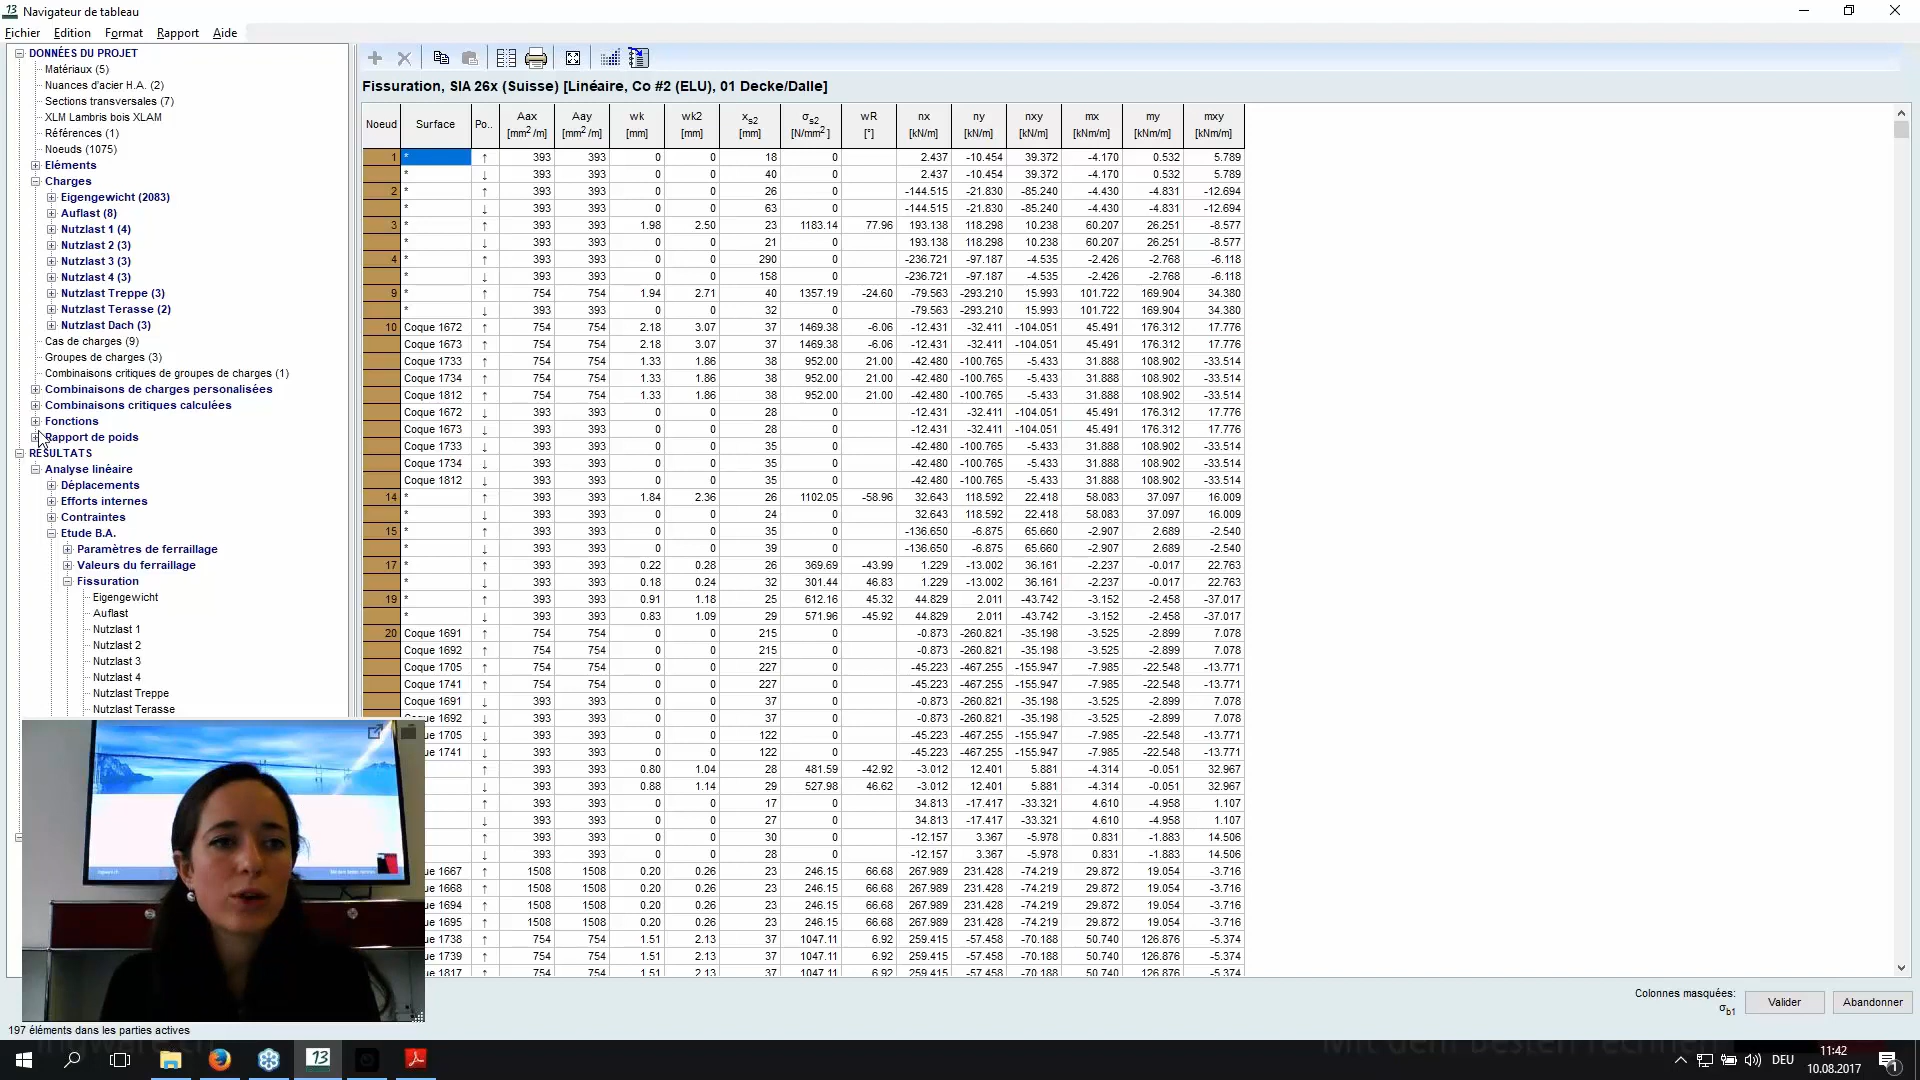 Navigateur de tableau
Fichier Edition Format Rapport Aide
DONNÉES DU PROJET
Matériaux (5)
Nuances d'acier H.A. (2)
Sections transversales (7)
XLM Lambris bois XLAM
Références (1)
Noeuds (1075)
Eléments
Charges
Eigengewicht (2083)
Auflast (8)
Nutzlast 1 (4)
Nutzlast 2 (3)
Nutzlast 3 (3)
Nutzlast 4 (3)
Nutzlast Treppe (3)
Nutzlast Terasse (2)
Nutzlast Dach (3)
Cas de charges (9)
Groupes de charges (3)
Combinaisons critiques de groupes de charges (1)
Combinaisons de charges personalisées
Combinaisons critiques calculées
Fonctions
Rapport de poids
RÉSULTATS
Analyse linéaire
Déplacements
Efforts internes
Contraintes
Etude B.A.
Paramètres de ferraillage
Valeurs du ferraillage
Fissuration
Eigengewicht
Auflast
Nutzlast 1
Nutzlast 2
Nutzlast 3
Nutzlast 4
Nutzlast Treppe
Nutzlast Terasse
Fissuration, SIA 26x (Suisse) [Linéaire, Co #2 (ELU), 01 Decke/Dalle]
Noeud Surface Po.. Aax [mm2 /m] Aay [mm2 /m] wk [mm] wk2 [mm] xs2 [mm] σs2 [N/mm2 ] wR [°] nx [kN/m] ny [kN/m] nxy [kN/m] mx [kNm/m] my [kNm/m] mxy [kNm/m]
1 * ↑ 393 393 0 0 18 0 2.437 -10.454 39.372 -4.170 0.532 5.789
* ↓ 393 393 0 0 40 0 2.437 -10.454 39.372 -4.170 0.532 5.789
2 * ↑ 393 393 0 0 26 0 -144.515 -21.830 -85.240 -4.430 -4.831 -12.694
* ↓ 393 393 0 0 63 0 -144.515 -21.830 -85.240 -4.430 -4.831 -12.694
3 * ↑ 393 393 1.98 2.50 23 1183.14 77.96 193.138 118.298 10.238 60.207 26.251 -8.577
* ↓ 393 393 0 0 21 0 193.138 118.298 10.238 60.207 26.251 -8.577
4 * ↑ 393 393 0 0 290 0 -236.721 -97.187 -4.535 -2.426 -2.768 -6.118
* ↓ 393 393 0 0 158 0 -236.721 -97.187 -4.535 -2.426 -2.768 -6.118
9 * ↑ 754 754 1.94 2.71 40 1357.19 -24.60 -79.563 -293.210 15.993 101.722 169.904 34.380
* ↓ 393 393 0 0 32 0 -79.563 -293.210 15.993 101.722 169.904 34.380
10 Coque 1672 ↑ 754 754 2.18 3.07 37 1469.38 -6.06 -12.431 -32.411 -104.051 45.491 176.312 17.776
Coque 1673 ↑ 754 754 2.18 3.07 37 1469.38 -6.06 -12.431 -32.411 -104.051 45.491 176.312 17.776
Coque 1733 ↑ 754 754 1.33 1.86 38 952.00 21.00 -42.480 -100.765 -5.433 31.888 108.902 -33.514
Coque 1734 ↑ 754 754 1.33 1.86 38 952.00 21.00 -42.480 -100.765 -5.433 31.888 108.902 -33.514
Coque 1812 ↑ 754 754 1.33 1.86 38 952.00 21.00 -42.480 -100.765 -5.433 31.888 108.902 -33.514
Coque 1672 ↓ 393 393 0 0 28 0 -12.431 -32.411 -104.051 45.491 176.312 17.776
Coque 1673 ↓ 393 393 0 0 28 0 -12.431 -32.411 -104.051 45.491 176.312 17.776
Coque 1733 ↓ 393 393 0 0 35 0 -42.480 -100.765 -5.433 31.888 108.902 -33.514
Coque 1734 ↓ 393 393 0 0 35 0 -42.480 -100.765 -5.433 31.888 108.902 -33.514
Coque 1812 ↓ 393 393 0 0 35 0 -42.480 -100.765 -5.433 31.888 108.902 -33.514
14 * ↑ 393 393 1.84 2.36 26 1102.05 -58.96 32.643 118.592 22.418 58.083 37.097 16.009
* ↓ 393 393 0 0 24 0 32.643 118.592 22.418 58.083 37.097 16.009
15 * ↑ 393 393 0 0 35 0 -136.650 -6.875 65.660 -2.907 2.689 -2.540
* ↓ 393 393 0 0 39 0 -136.650 -6.875 65.660 -2.907 2.689 -2.540
17 * ↑ 393 393 0.22 0.28 26 369.69 -43.99 1.229 -13.002 36.161 -2.237 -0.017 22.763
* ↓ 393 393 0.18 0.24 32 301.44 46.83 1.229 -13.002 36.161 -2.237 -0.017 22.763
19 * ↑ 393 393 0.91 1.18 25 612.16 45.32 44.829 2.011 -43.742 -3.152 -2.458 -37.017
* ↓ 393 393 0.83 1.09 29 571.96 -45.92 44.829 2.011 -43.742 -3.152 -2.458 -37.017
20 Coque 1691 ↑ 754 754 0 0 215 0 -0.873 -260.821 -35.198 -3.525 -2.899 7.078
Coque 1692 ↑ 754 754 0 0 215 0 -0.873 -260.821 -35.198 -3.525 -2.899 7.078
Coque 1705 ↑ 754 754 0 0 227 0 -45.223 -467.255 -155.947 -7.985 -22.548 -13.771
Coque 1741 ↑ 754 754 0 0 227 0 -45.223 -467.255 -155.947 -7.985 -22.548 -13.771
Coque 1691 ↓ 393 393 0 0 37 0 -0.873 -260.821 -35.198 -3.525 -2.899 7.078
Coque 1692 ↓ 393 393 0 0 37 0 -0.873 -260.821 -35.198 -3.525 -2.899 7.078
que 1705 ↓ 393 393 0 0 122 0 -45.223 -467.255 -155.947 -7.985 -22.548 -13.771
ue 1741 ↓ 393 393 0 0 122 0 -45.223 -467.255 -155.947 -7.985 -22.548 -13.771
↑ 393 393 0.80 1.04 28 481.59 -42.92 -3.012 12.401 5.881 -4.314 -0.051 32.967
↓ 393 393 0.88 1.14 29 527.98 46.62 -3.012 12.401 5.881 -4.314 -0.051 32.967
↑ 393 393 0 0 17 0 34.813 -17.417 -33.321 4.610 -4.958 1.107
↓ 393 393 0 0 27 0 34.813 -17.417 -33.321 4.610 -4.958 1.107
↑ 393 393 0 0 30 0 -12.157 3.367 -5.978 0.831 -1.883 14.506
↓ 393 393 0 0 28 0 -12.157 3.367 -5.978 0.831 -1.883 14.506
que 1667 ↑ 1508 1508 0.20 0.26 23 246.15 66.68 267.989 231.428 -74.219 29.872 19.054 -3.716
ue 1668 ↑ 1508 1508 0.20 0.26 23 246.15 66.68 267.989 231.428 -74.219 29.872 19.054 -3.716
ue 1694 ↑ 1508 1508 0.20 0.26 23 246.15 66.68 267.989 231.428 -74.219 29.872 19.054 -3.716
ue 1695 ↑ 1508 1508 0.20 0.26 23 246.15 66.68 267.989 231.428 -74.219 29.872 19.054 -3.716
ue 1738 ↑ 754 754 1.51 2.13 37 1047.11 6.92 259.415 -57.458 -70.188 50.740 126.876 -5.374
ue 1739 ↑ 754 754 1.51 2.13 37 1047.11 6.92 259.415 -57.458 -70.188 50.740 126.876 -5.374
ue 1817 ↑ 754 754 1.51 2.13 37 1047.11 6.92 259.415 -57.458 -70.188 50.740 126.876 -5.374
Colonnes masquées:
σb1
Valider
Abandonner
197 éléments dans les parties actives
13
DEU
11:42
10.08.2017
1